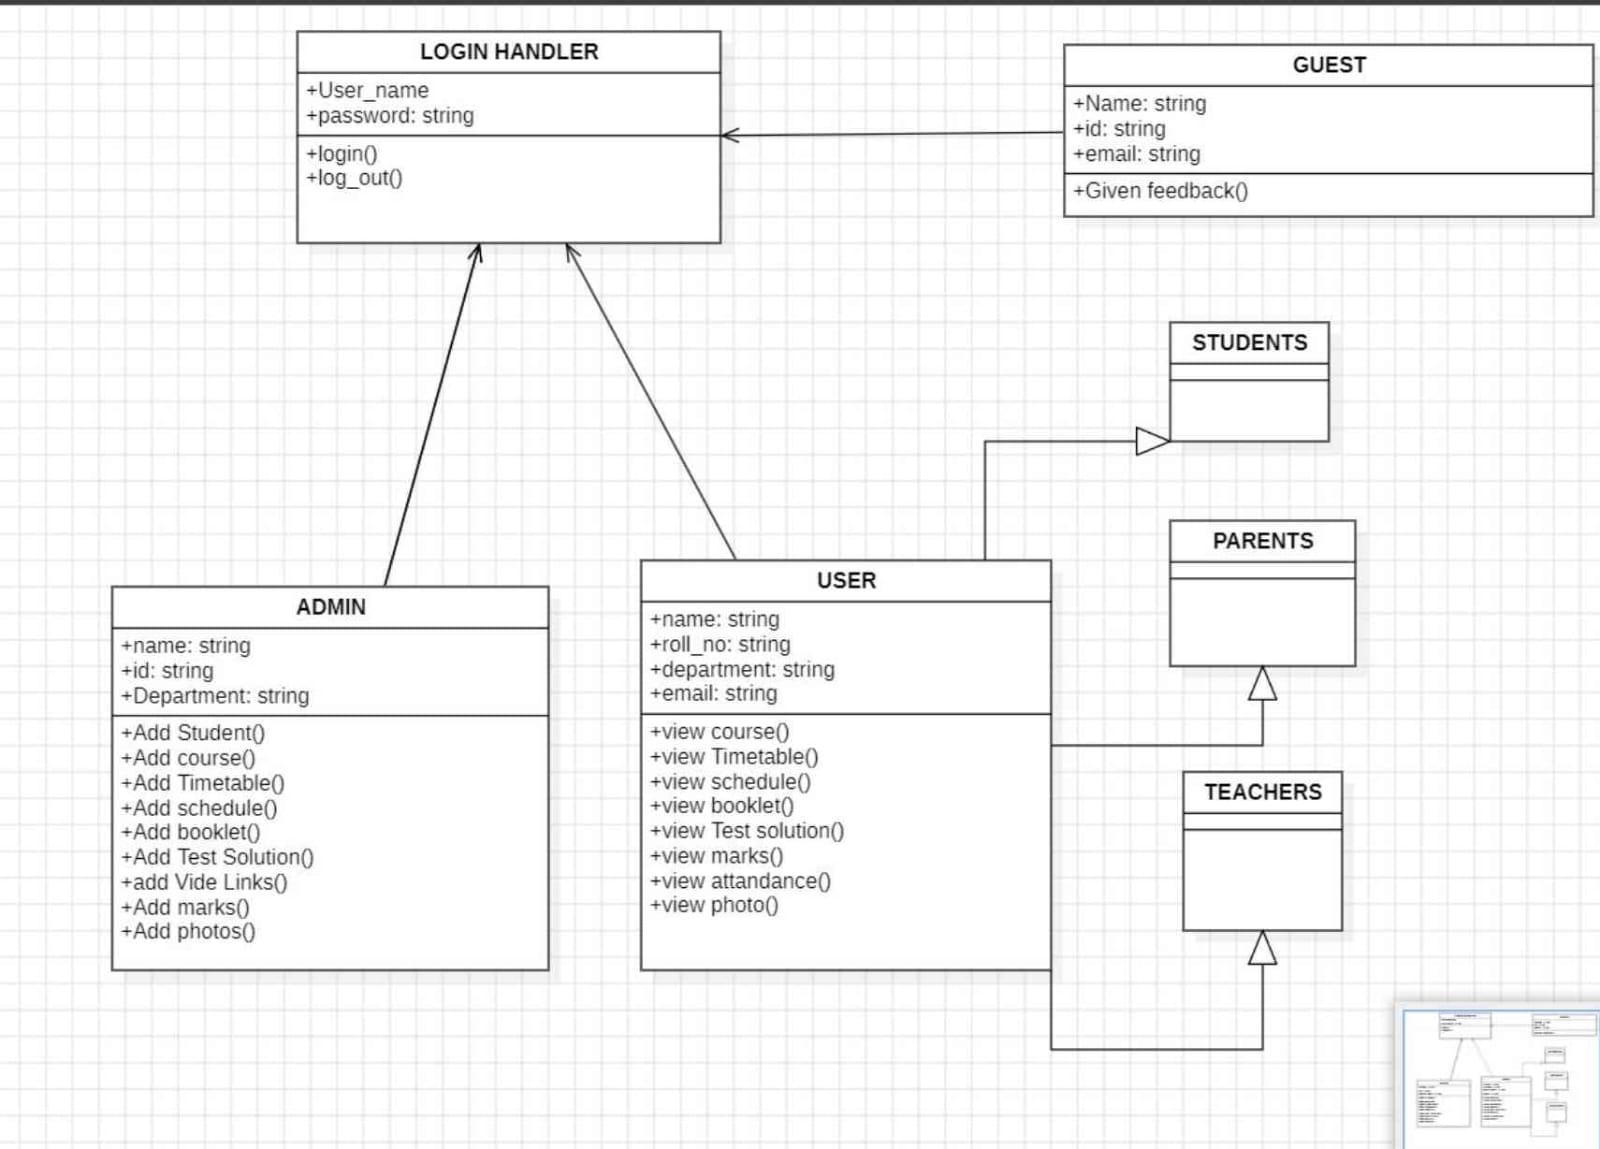 LOGIN HANDLER
+User_name
+password: string
+login()
+log_out()
GUEST
+Name: string
+id: string
+email: string
+Given feedback()
STUDENTS
PARENTS
TEACHERS
ADMIN
+name: string
+id: string
+Department: string
+Add Student()
+Add course()
+Add Timetable()
+Add schedule()
+Add booklet()
+Add Test Solution()
+add Vide Links()
+Add marks()
+Add photos()
USER
+name: string
+roll_no: string
+department: string
+email: string
+view course()
+view Timetable()
+view schedule()
+view booklet()
+view Test solution()
+view marks()
+view attandance()
+view photo()